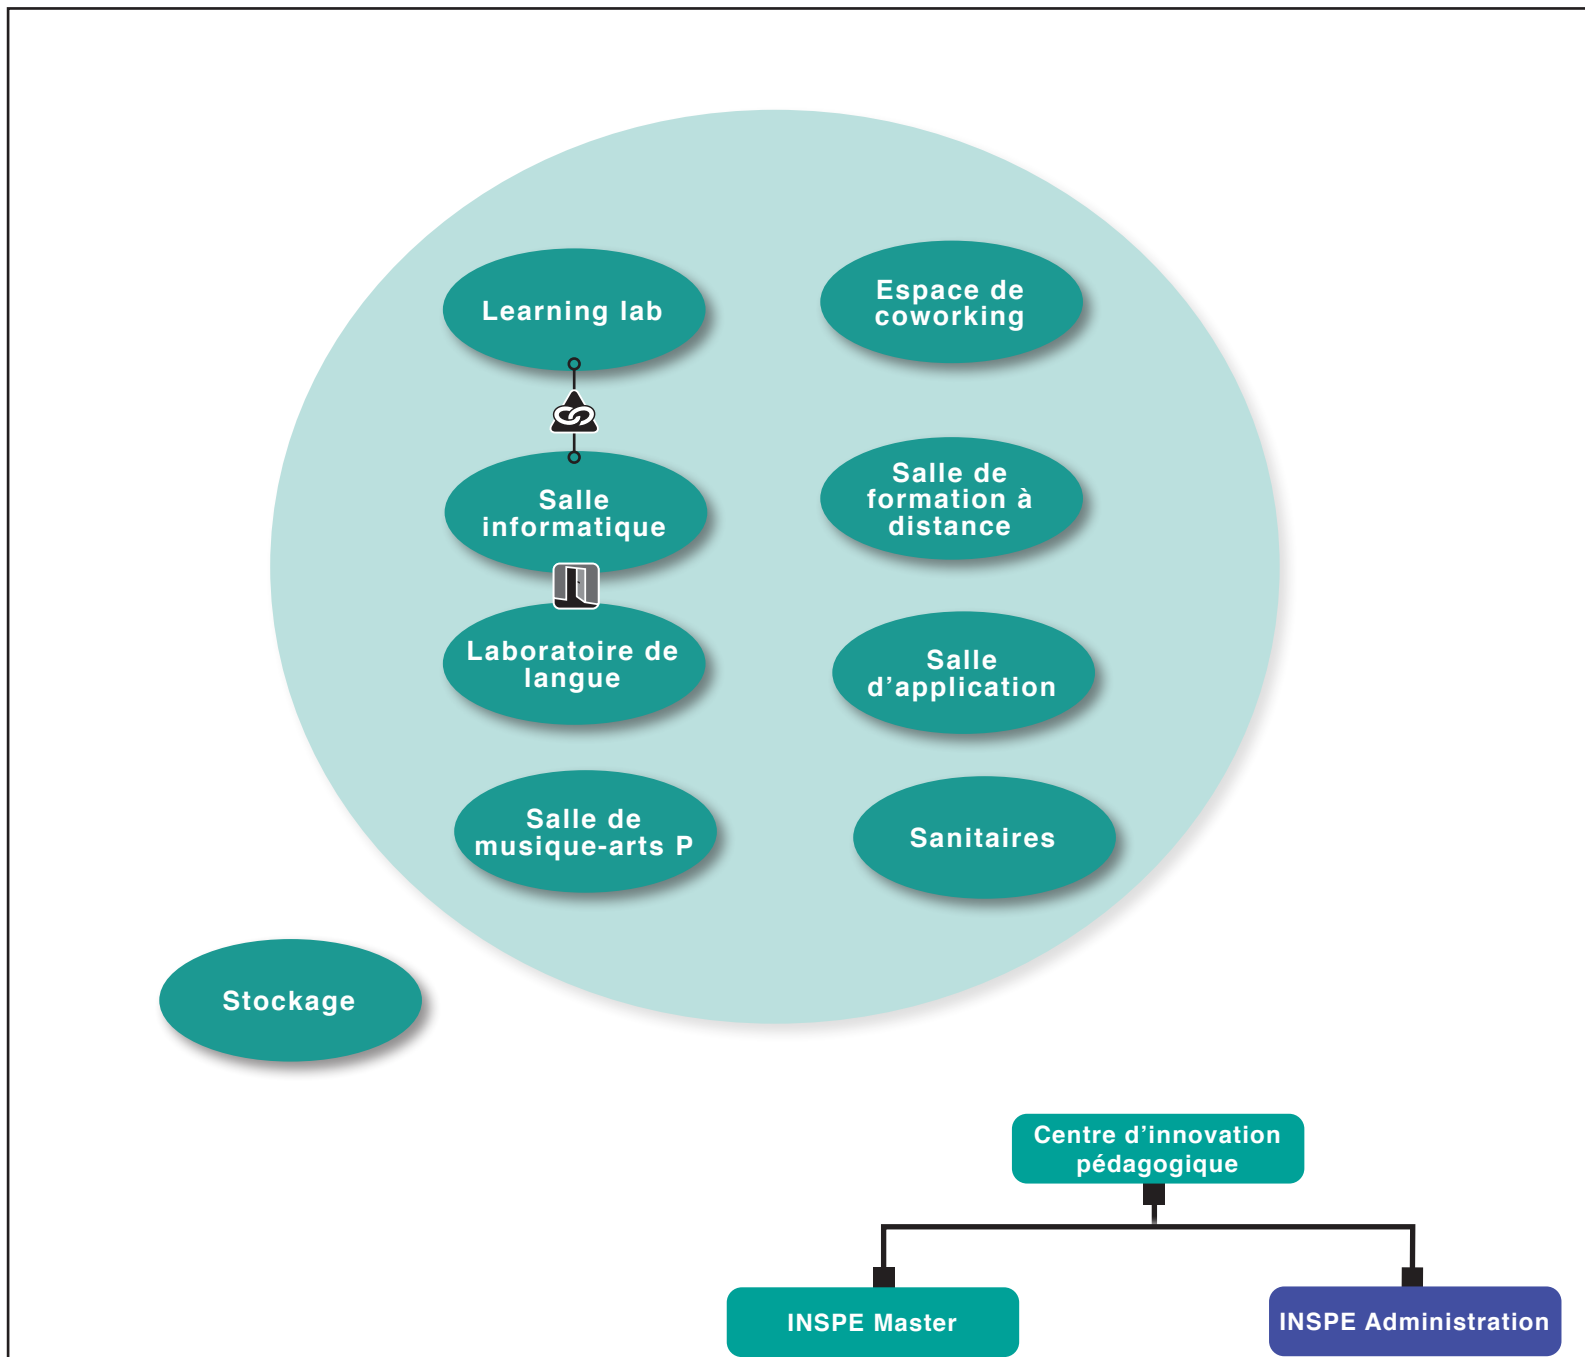 Learning lab
Espace de
coworking
Salle
informatique
Salle de
formation à
distance
Laboratoire de
langue
Salle
d’application
Salle de
musique-arts P
Sanitaires
Stockage
Centre d’innovation
pédagogique
INSPE Master
INSPE Administration